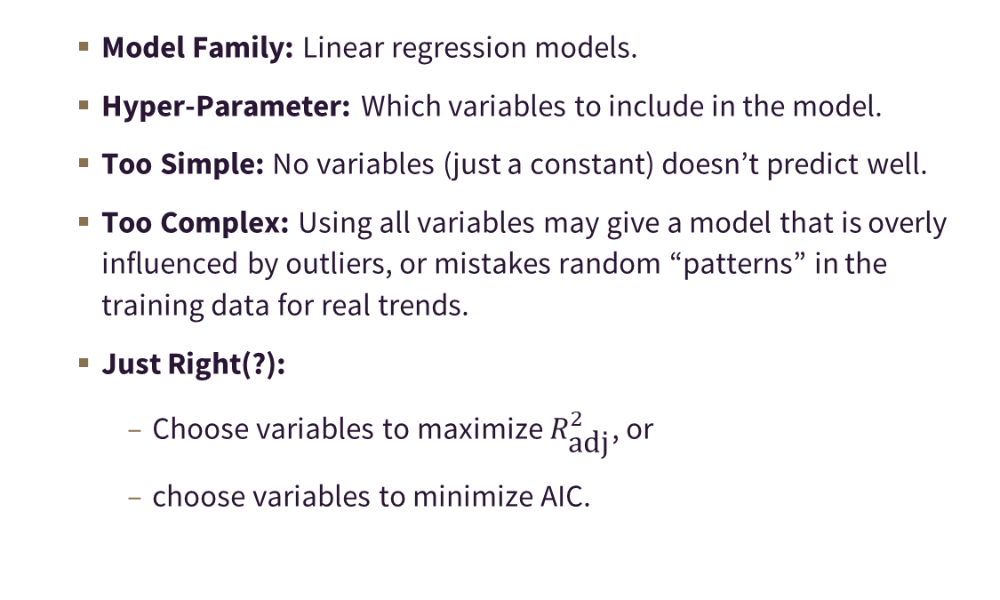 ▪ Model Family: Linear regression models.
▪ Hyper-Parameter: Which variables to include in the model.
▪ Too Simple: No variables (just a constant) doesn’t predict well.
▪ Too Complex: Using all variables may give a model that is overly
influenced by outliers, or mistakes random “patterns” in the
training data for real trends.
▪ Just Right(?):
– Choose variables to maximize R²adj, or
– choose variables to minimize AIC.